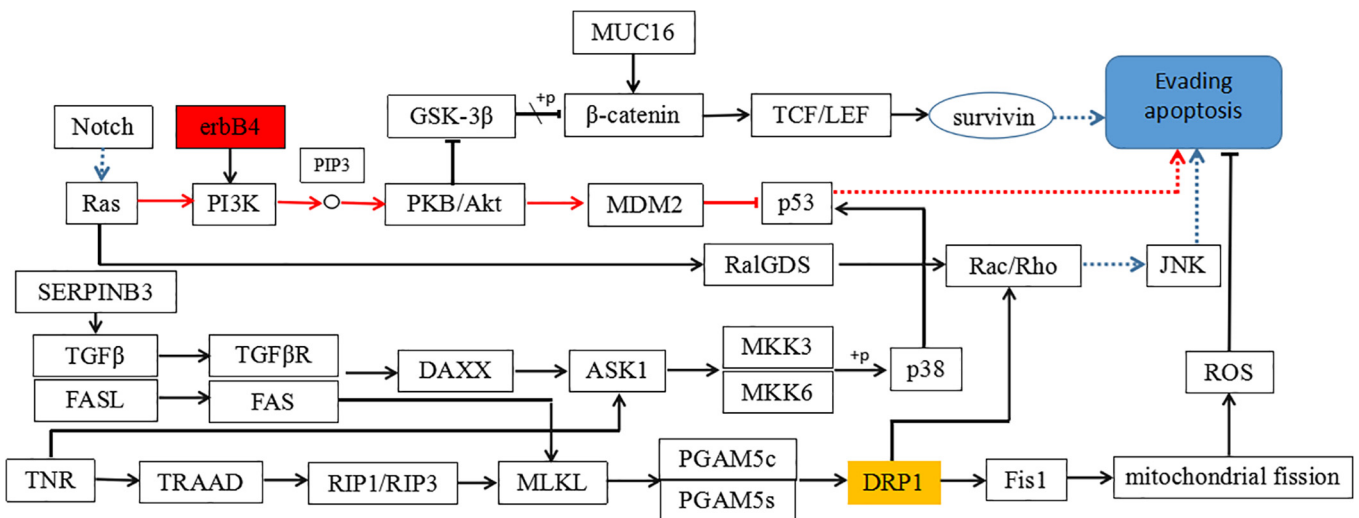 MUC16
Evading
apoptosis
Notch
erbB4
GSK-3β
+p
β-catenin
TCF/LEF
survivin
PIP3
Ras
PI3K
PKB/Akt
MDM2
p53
RalGDS
Rac/Rho
JNK
SERPINB3
TGFβ
TGFβR
DAXX
ASK1
MKK3
+p
p38
ROS
FASL
FAS
MKK6
TNR
TRAAD
RIP1/RIP3
MLKL
PGAM5c
PGAM5s
DRP1
Fis1
mitochondrial fission